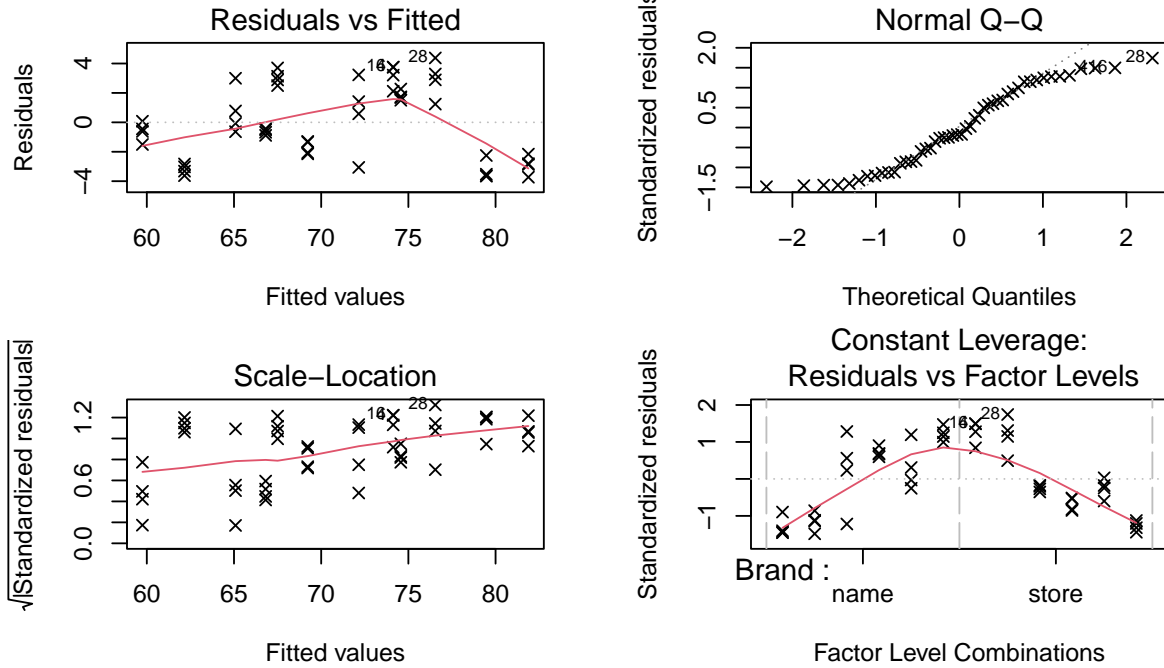 Residuals vs Fitted
Residuals
4
0
−4
28
60 65 70 75 80
Fitted values
Normal Q−Q
Standardized residuals
2.0
0.5
−1.5
28
−2 −1 0 1 2
Theoretical Quantiles
Scale−Location
√|Standardized residuals|
1.2
0.6
0.0
28
60 65 70 75 80
Fitted values
Constant Leverage:
Residuals vs Factor Levels
Standardized residuals
2
1
−1
28
Brand :
name store
Factor Level Combinations